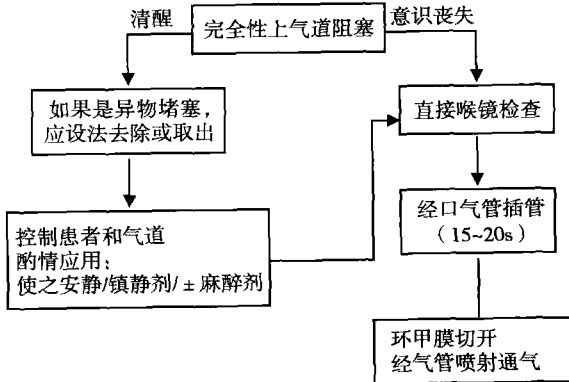 清醒
完全性上气道阻塞
意识丧失
如果是异物堵塞，
应设法去除或取出
直接喉镜检查
控制患者和气道
酌情应用：
使之安静/镇静剂/±麻醉剂
经口气管插管
（15~20s）
环甲膜切开
经气管喷射通气